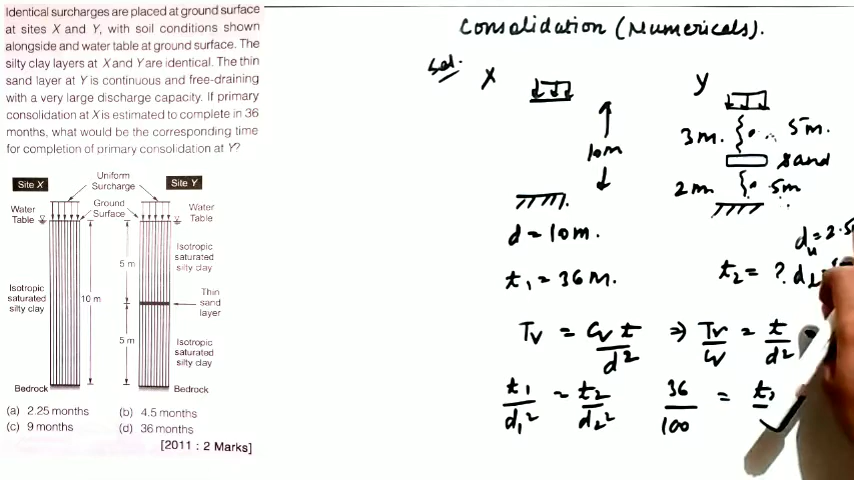 Identical surcharges are placed at ground surface
at sites X and Y, with soil conditions shown
alongside and water table at ground surface. The
silty clay layers at X and Y are identical. The thin
sand layer at Y is continuous and free-draining
with a very large discharge capacity. If primary
consolidation at X is estimated to complete in 36
months, what would be the corresponding time
for completion of primary consolidation at Y?
Site X
Uniform
Surcharge
Site Y
Water
Table
Ground
Surface
Water
Table
Isotropic
saturated
silty clay
10 m
5 m
Isotropic
saturated
silty clay
Thin
sand
layer
5 m
Isotropic
saturated
silty clay
Bedrock
Bedrock
(a) 2.25 months (b) 4.5 months
(c) 9 months (d) 36 months
[2011 : 2 Marks]
Consolidation (Numericals).
Sol.
X
10m
d = 10m.
t₁ = 36M.
Y
3m. 5m.
sand
2m 5m
t₂ = ?
Tv = Cv t / d² ⇒ Tv / Cv = t / d²
t₁ / d₁² = t₂ / d₂² 36 / 100 = t₂